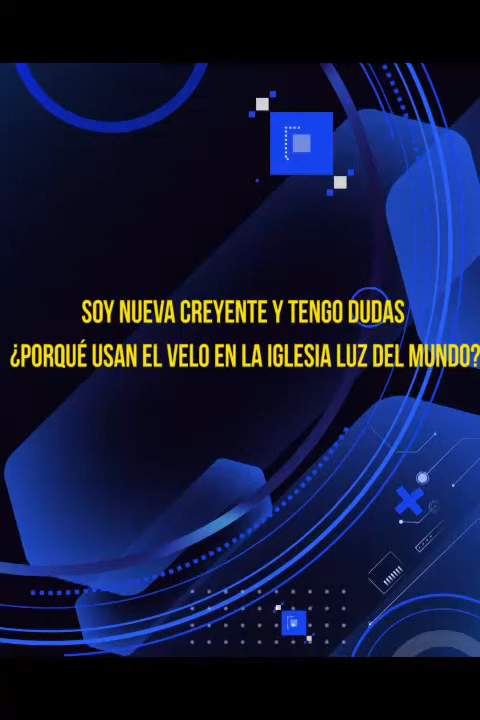 SOY NUEVA CREYENTE Y TENGO DUDAS
¿PORQUÉ USAN EL VELO EN LA IGLESIA LUZ DEL MUNDO?